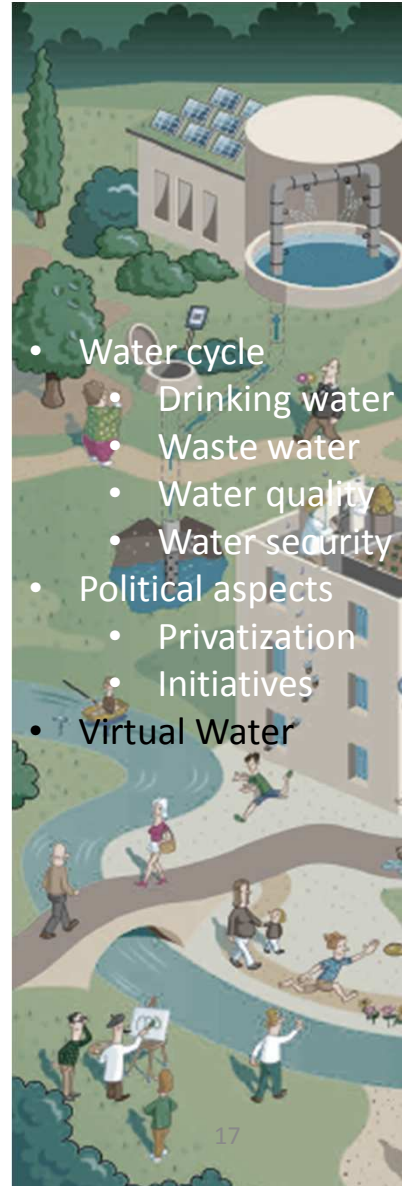 • Water cycle
• Drinking water
• Waste water
• Water quality
• Water security
• Political aspects
• Privatization
• Initiatives
• Virtual Water
17